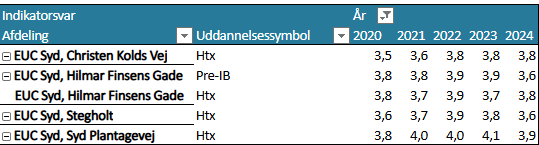 Indikatorsvar År
Afdeling Uddannelsessymbol 2020 2021 2022 2023 2024
EUC Syd, Christen Kolds Vej Htx 3,5 3,6 3,8 3,8 3,8
EUC Syd, Hilmar Finsens Gade Pre-IB 3,8 3,8 3,9 3,9 3,6
EUC Syd, Hilmar Finsens Gade Htx 3,8 3,7 3,9 3,7 3,8
EUC Syd, Stegholt Htx 3,6 3,7 3,9 3,8 3,6
EUC Syd, Syd Plantagevej Htx 3,8 4,0 4,0 4,1 3,9